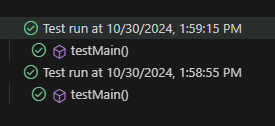 Test run at 10/30/2024, 1:59:15 PM
testMain()
Test run at 10/30/2024, 1:58:55 PM
testMain()